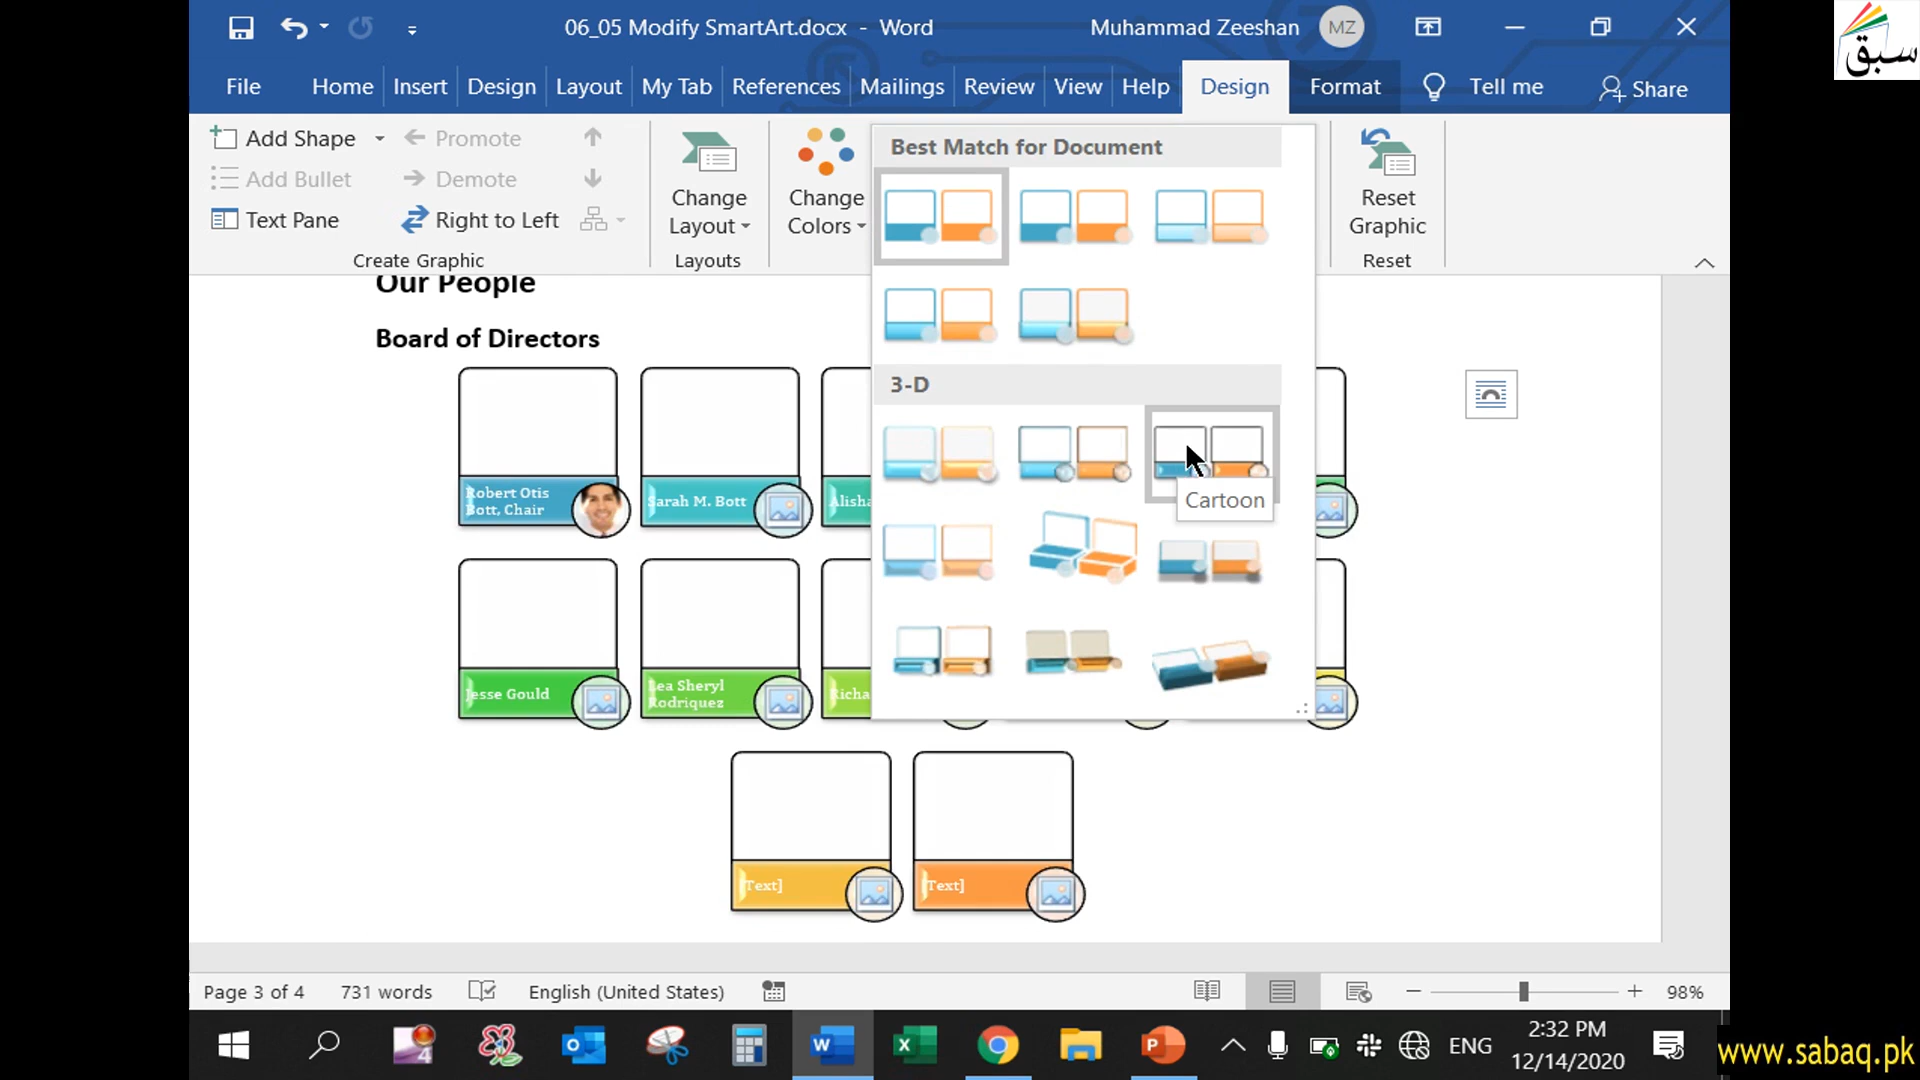 06_05 Modify SmartArt.docx - Word
Muhammad Zeeshan
MZ
سبق
File
Home
Insert
Design
Layout
My Tab
References
Mailings
Review
View
Help
Design
Format
Tell me
Share
Add Shape
Promote
Add Bullet
Demote
Text Pane
Right to Left
Create Graphic
Change
Layout
Layouts
Change
Colors
Best Match for Document
3-D
Cartoon
Reset
Graphic
Reset
Our People
Board of Directors
Robert Otis
Bott, Chair
Sarah M. Bott
Alisha
Jesse Gould
Lea Sheryl
Rodriquez
Richa
[Text]
[Text]
Page 3 of 4
731 words
English (United States)
98%
4
ENG
2:32 PM
12/14/2020
www.sabaq.pk